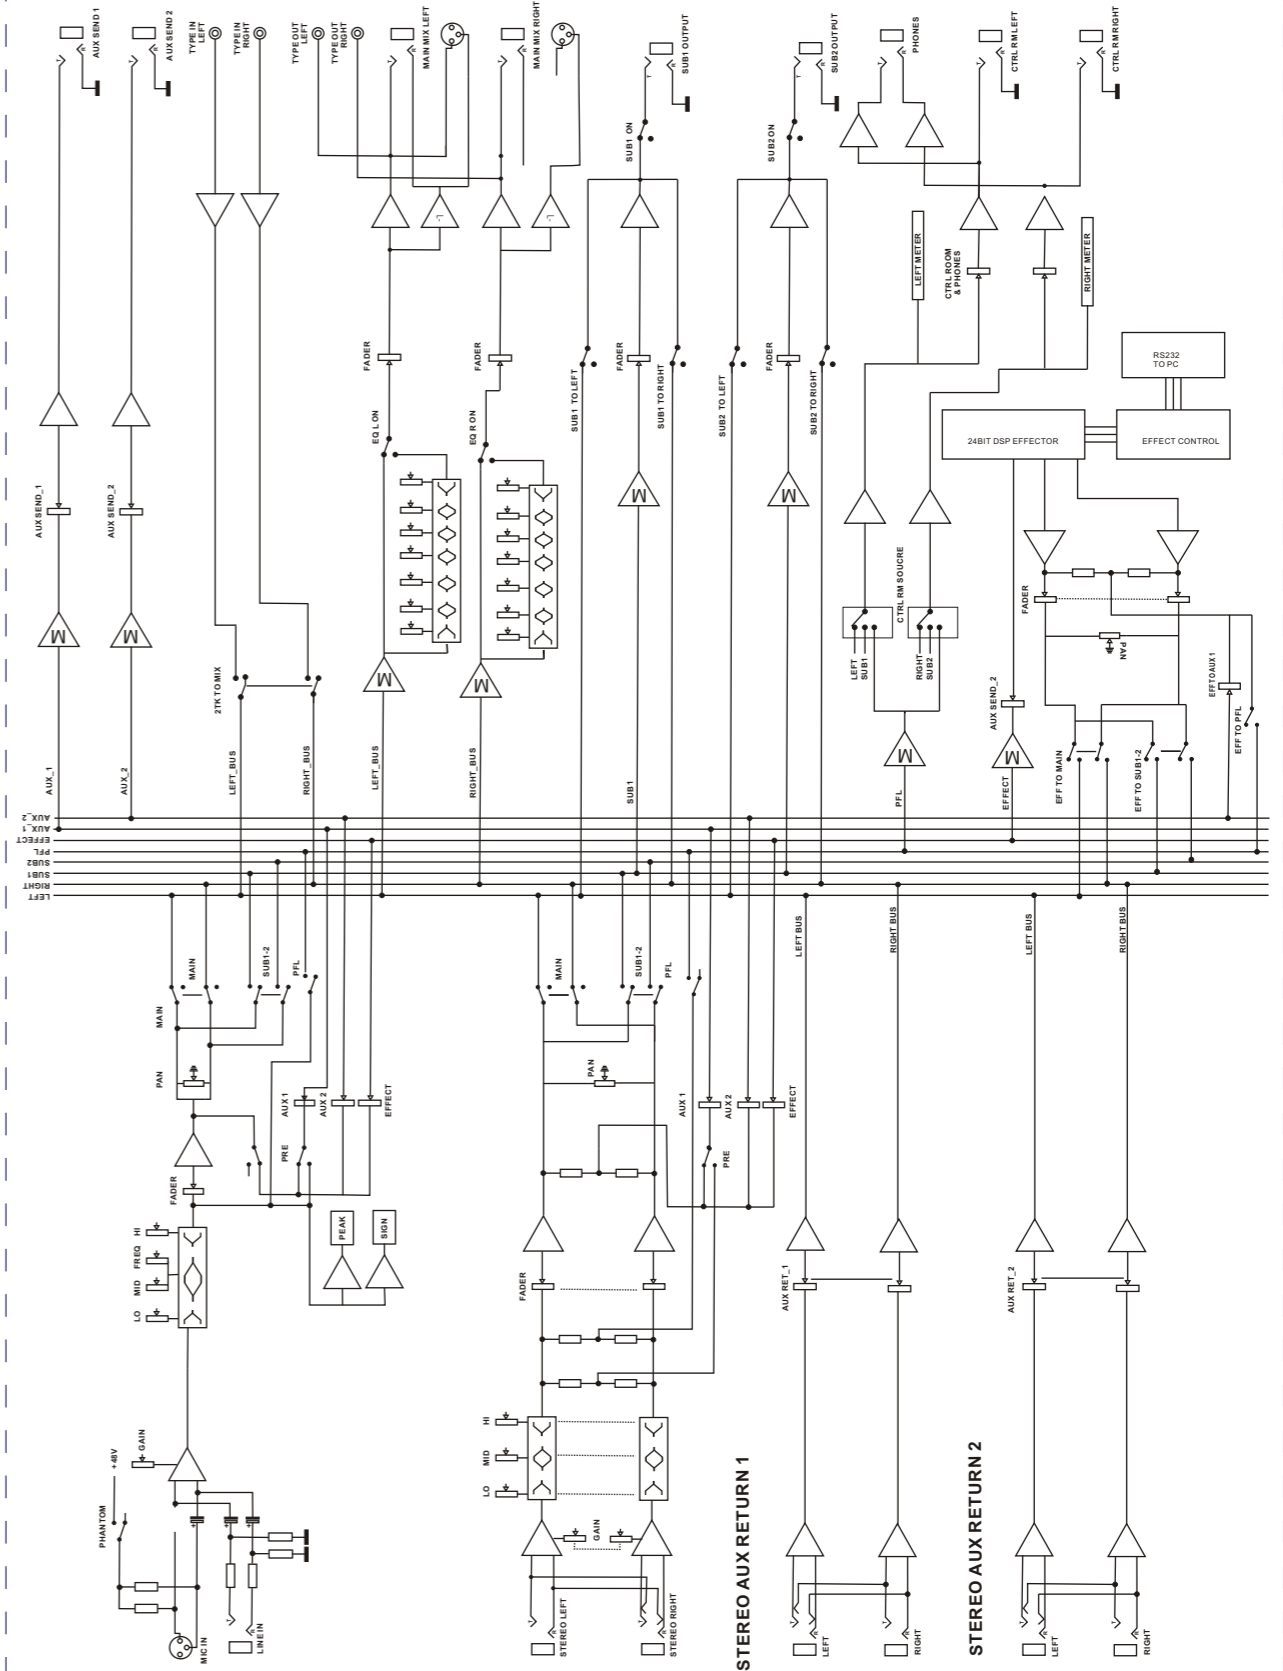 AUX SEND 1
AUX SEND 2
TYPE IN
LEFT
TYPE IN
RIGHT
TYPE OUT
LEFT
TYPE OUT
RIGHT
MAIN MIX LEFT
MAIN MIX RIGHT
SUB1 OUTPUT
SUB2 OUTPUT
PHONES
CTRL RM LEFT
CTRL RM RIGHT
T
R
T
R
T
R
T
R
T
R
T
R
T
R
T
R
T
R
SUB1 ON
SUB2 ON
L-
L-
LEFT METER
CTRL ROOM
& PHONES
RIGHT METER
FADER
FADER
SUB1 TO LEFT
FADER
SUB1 TO RIGHT
SUB2 TO LEFT
FADER
SUB2 TO RIGHT
RS232
TO PC
24BIT DSP EFFECTOR
EFFECT CONTROL
EQ L ON
EQ R ON
AUX SEND_1
AUX SEND_2
M
M
M
M
M
M
M
M
2TK TO MIX
CTRL RM SOUCRE
LEFT
SUB1
RIGHT
SUB2
AUX SEND_2
FADER
PAN
EFF TO AUX 1
EFF TO PFL
EFF TO MAIN
EFF TO SUB1-2
AUX_1
AUX_2
LEFT_BUS
RIGHT_BUS
LEFT_BUS
RIGHT_BUS
SUB1
PFL
EFFECT
AUX_2
AUX_1
EFFECT
PFL
SUB2
SUB1
RIGHT
LEFT
MAIN
MAIN
SUB1-2
PFL
PAN
AUX 1
AUX 2
EFFECT
PRE
FADER
PEAK
SIGN
LO
MID
FREQ
HI
PHANTOM
+48V
GAIN
MIC IN
LINE IN
T
R
MAIN
SUB1-2
PFL
PAN
AUX 1
AUX 2
EFFECT
PRE
FADER
LO
MID
HI
GAIN
STEREO LEFT
STEREO RIGHT
T
R
T
R
LEFT BUS
RIGHT BUS
AUX RET_1
STEREO AUX RETURN 1
LEFT
RIGHT
T
R
T
R
LEFT BUS
RIGHT BUS
AUX RET_2
STEREO AUX RETURN 2
LEFT
RIGHT
T
R
T
R